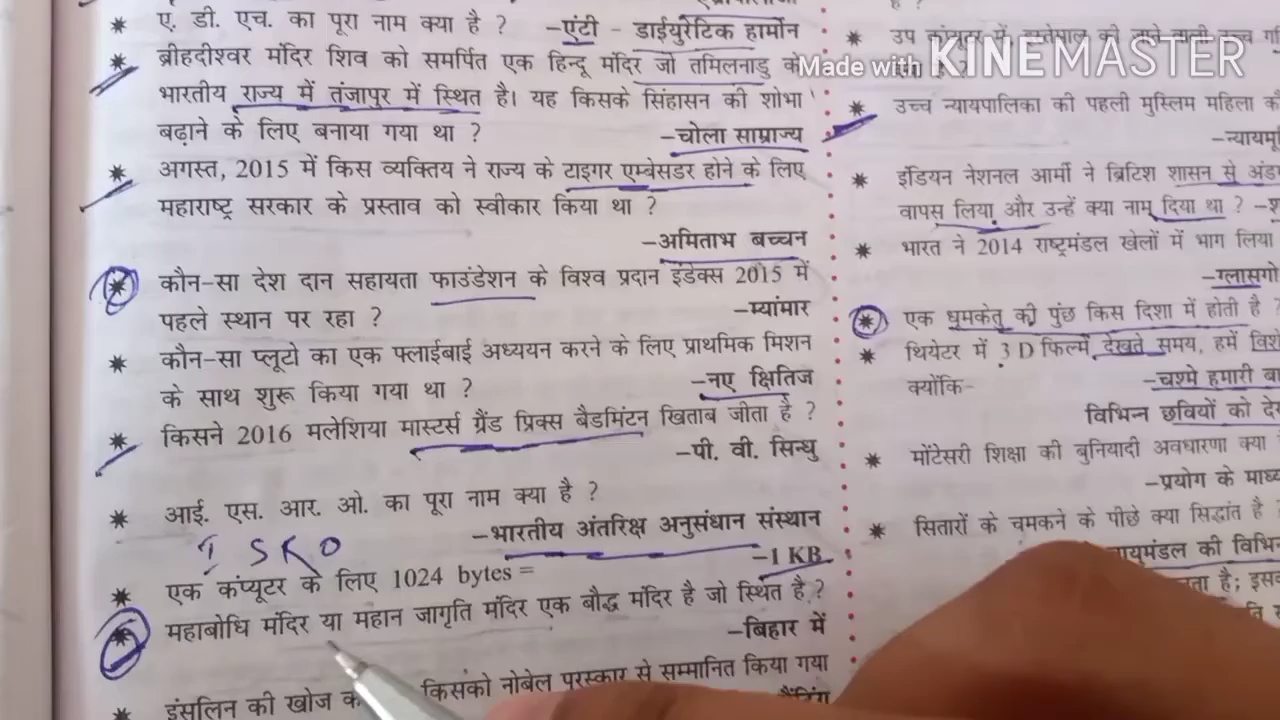 ए. डी. एच. का पूरा नाम क्या है ? -एंटी - डाईयुरेटिक हार्मोन
ब्रीहदीश्वर मंदिर शिव को समर्पित एक हिन्दू मंदिर जो तमिलनाडु के
भारतीय राज्य में तंजापुर में स्थित है। यह किसके सिंहासन की शोभा
बढ़ाने के लिए बनाया गया था ? -चोला साम्राज्य
अगस्त, 2015 में किस व्यक्तिय ने राज्य के टाइगर एम्बेसडर होने के लिए
महाराष्ट्र सरकार के प्रस्ताव को स्वीकार किया था ?
-अमिताभ बच्चन
कौन-सा देश दान सहायता फाउंडेशन के विश्व प्रदान इंडेक्स 2015 में
पहले स्थान पर रहा ? -म्यांमार
कौन-सा प्लूटो का एक फ्लाईबाई अध्ययन करने के लिए प्राथमिक मिशन
के साथ शुरू किया गया था ? -नए क्षितिज
किसने 2016 मलेशिया मास्टर्स ग्रैंड प्रिक्स बैडमिंटन खिताब जीता है ?
-पी. वी. सिन्धु
आई. एस. आर. ओ. का पूरा नाम क्या है ?
-भारतीय अंतरिक्ष अनुसंधान संस्थान
I S R O
एक कंप्यूटर के लिए 1024 bytes = -1 KB
महाबोधि मंदिर या महान जागृति मंदिर एक बौद्ध मंदिर है जो स्थित है ?
-बिहार में
इंसुलिन की खोज किसको नोबेल पुरस्कार से सम्मानित किया गया
Made with KINEMASTER
उच्च न्यायपालिका की पहली मुस्लिम महिला
इंडियन नेशनल आर्मी ने ब्रिटिश शासन से
वापस लिया और उन्हें क्या नाम दिया था ?
भारत ने 2014 राष्ट्रमंडल खेलों में भाग लिया
-ग्लासगो
एक धूमकेतु की पुंछ किस दिशा में होती है ?
थियेटर में 3 D फिल्में देखते समय, हमें
क्योंकि- -चश्मे हमारी
विभिन्न छवियों को
मोंटेसरी शिक्षा की बुनियादी अवधारणा क्या
-प्रयोग के
सितारों के चमकने के पीछे क्या सिद्धांत है ?
की
है; इसका